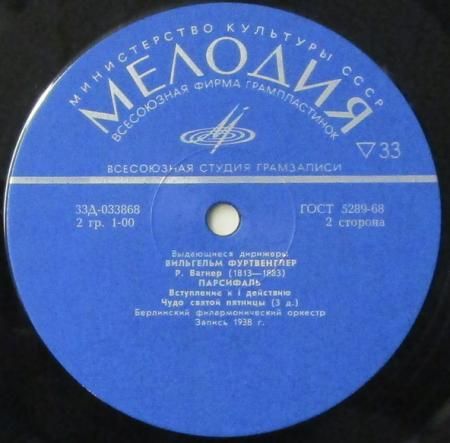 МИНИСТЕРСТВО КУЛЬТУРЫ СССР
МЕЛОДИЯ
ВСЕСОЮЗНАЯ ФИРМА ГРАМПЛАСТИНОК
▽33
ВСЕСОЮЗНАЯ СТУДИЯ ГРАМЗАПИСИ
33Д-033868
ГОСТ 5289-68
2 гр. 1-00
2 сторона
Выдающиеся дирижеры
ВИЛЬГЕЛЬМ ФУРТВЕНГЛЕР
Р. Вагнер (1813—1883)
ПАРСИФАЛЬ
Вступление к I действию
Чудо святой пятницы (3 д.)
Берлинский филармонический оркестр
Запись 1938 г.